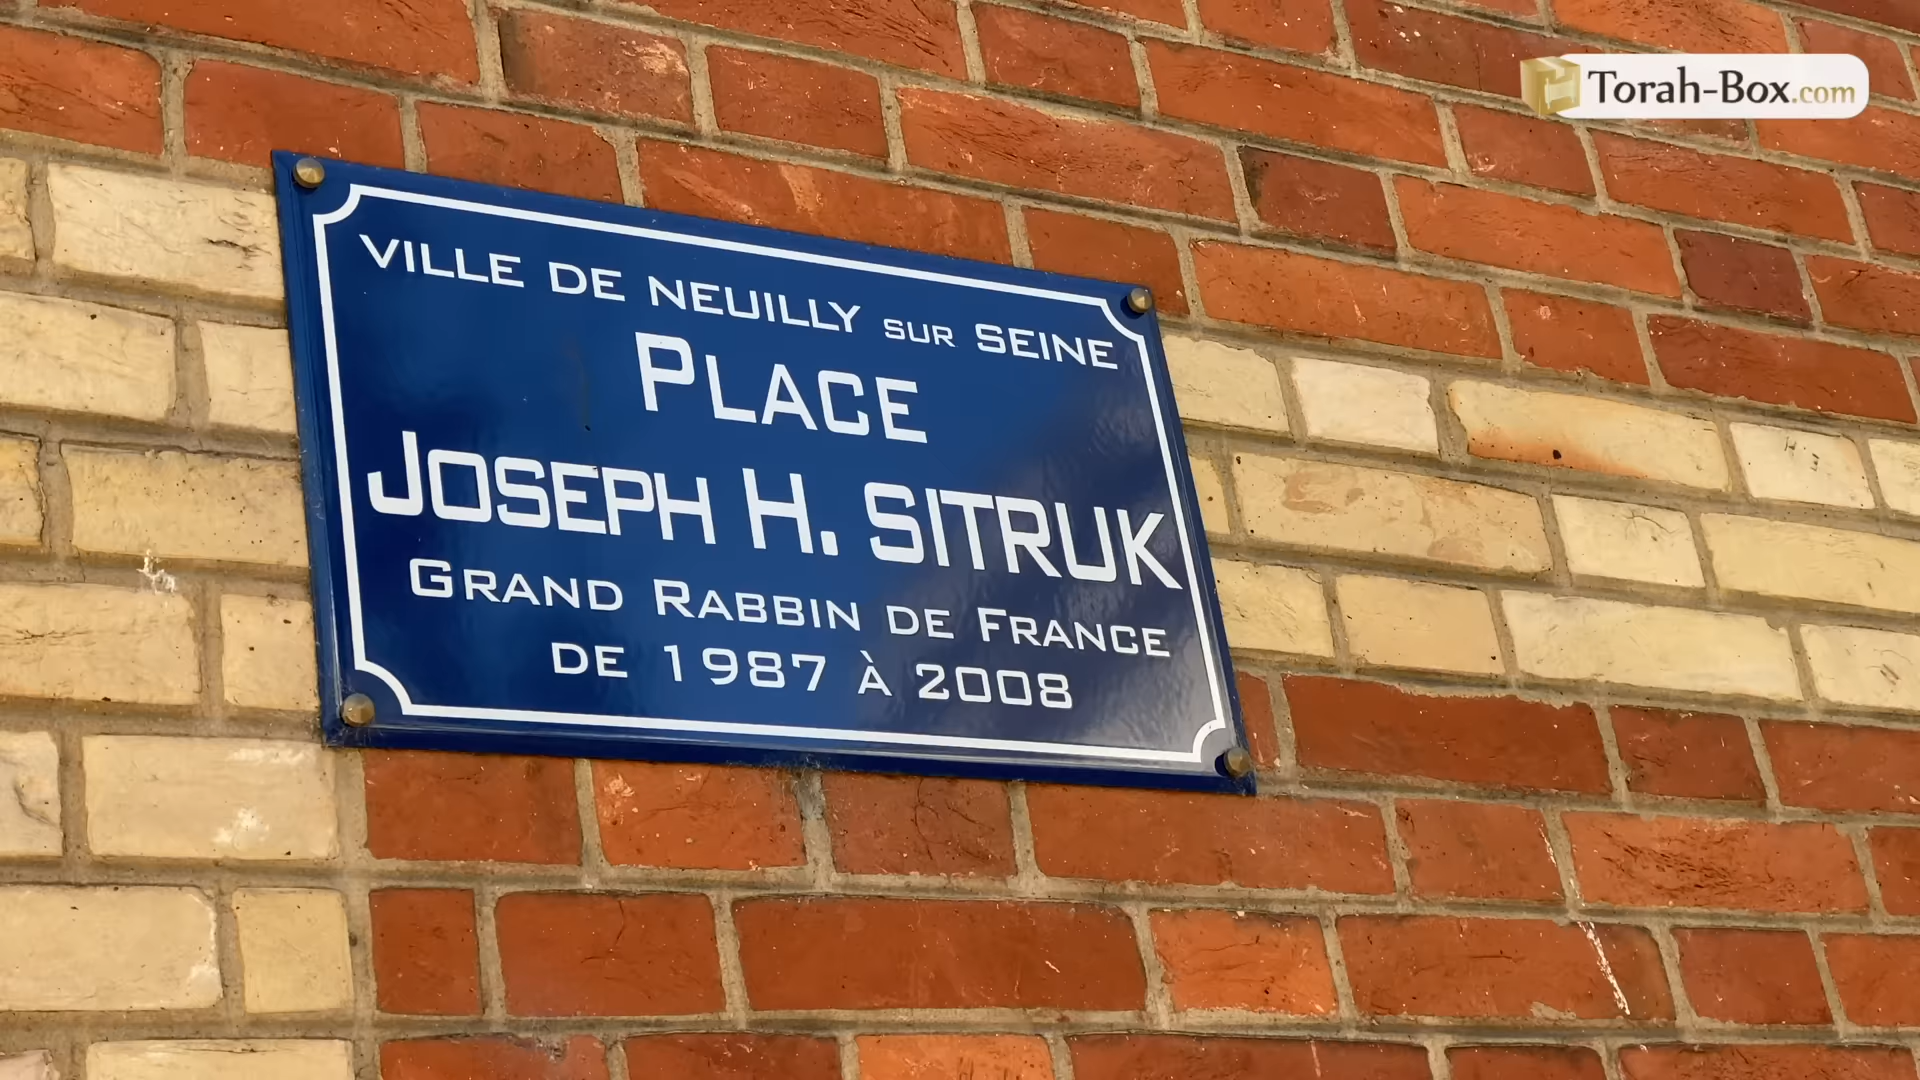 Torah-Box.com
VILLE DE NEUILLY SUR SEINE
PLACE
JOSEPH H. SITRUK
GRAND RABBIN DE FRANCE
DE 1987 À 2008